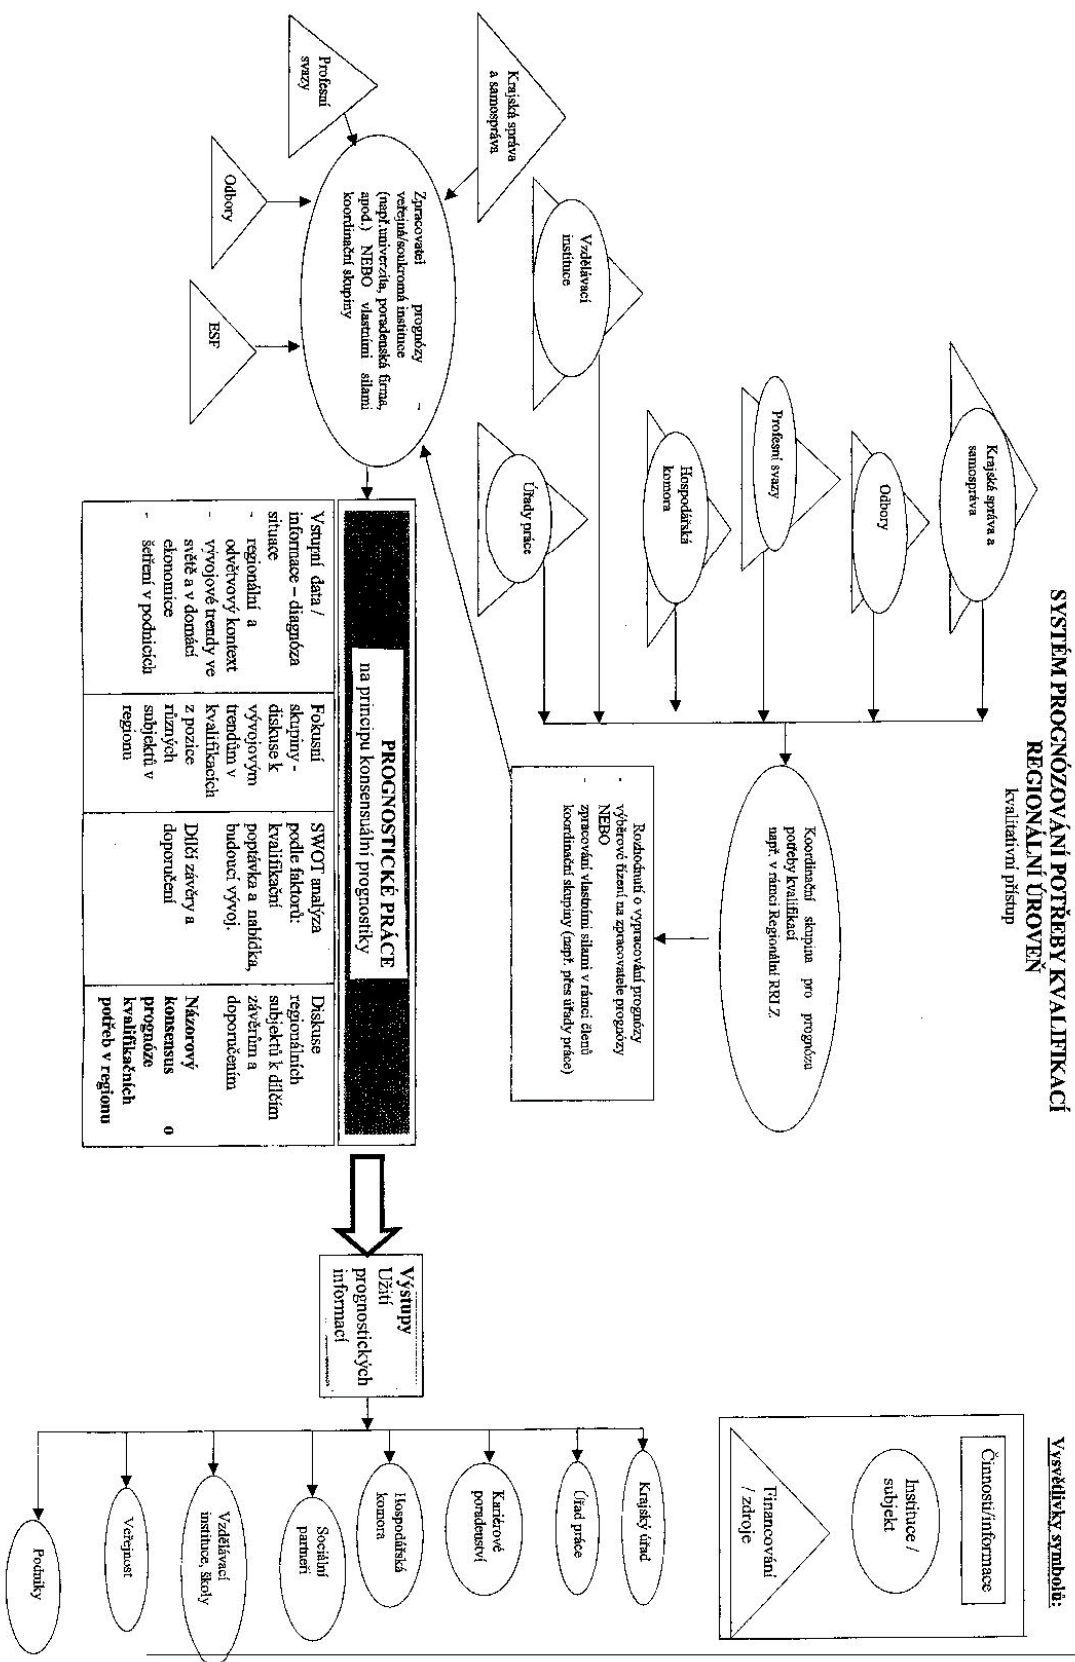 SYSTÉM PROGNÓZOVÁNÍ POTŘEBY KVALIFIKACÍ
REGIONÁLNÍ ÚROVEŇ
kvalitativní přístup
Vysvětlivky symbolů:
Činnosti/informace
Instituce /
subjekt
Financování
/ zdroje
Krajská správa a
samospráva
Odbory
Profesní svazy
Hospodářská
komora
Úřady práce
Vzdělávací
instituce
Koordinační skupina pro prognózu
potřeby kvalifikací
např. v rámci Regionální RRLZ
Rozhodnutí o vypracování prognózy
- výběrové řízení na zpracovatele prognózy
NEBO
- zpracování vlastními silami v rámci členů
koordinační skupiny (např. přes úřady práce)
Krajská správa
a samospráva
Profesní
svazy
Odbory
ESF
Zpracovatel prognózy –
veřejná/soukromá instituce
(např.univerzita, poradenská firma,
apod.) NEBO vlastními silami
koordinační skupiny
PROGNOSTICKÉ PRÁCE
na principu konsensuální prognostiky
Vstupní data /
informace – diagnóza
situace
- regionální a
odvětvový kontext
- vývojové trendy ve
světě a v domácí
ekonomice
- šetření v podnicích
Fokusní
skupiny -
diskuse k
vývojovým
trendům v
kvalifikacích
z pozice
různých
subjektů v
regionu
SWOT analýza
podle faktorů:
kvalifikační
poptávka a nabídka,
budoucí vývoj.
Dílčí závěry a
doporučení
Diskuse
regionálních
subjektů k dílčím
závěrům a
doporučením
Názorový
konsensus o
prognóze
kvalifikačních
potřeb v regionu
Výstupy
Užití
prognostických
informací
Krajský úřad
Úřad práce
Kariérové
poradenství
Hospodářská
komora
Sociální
partneři
Vzdělávací
instituce, školy
Veřejnost
Podniky